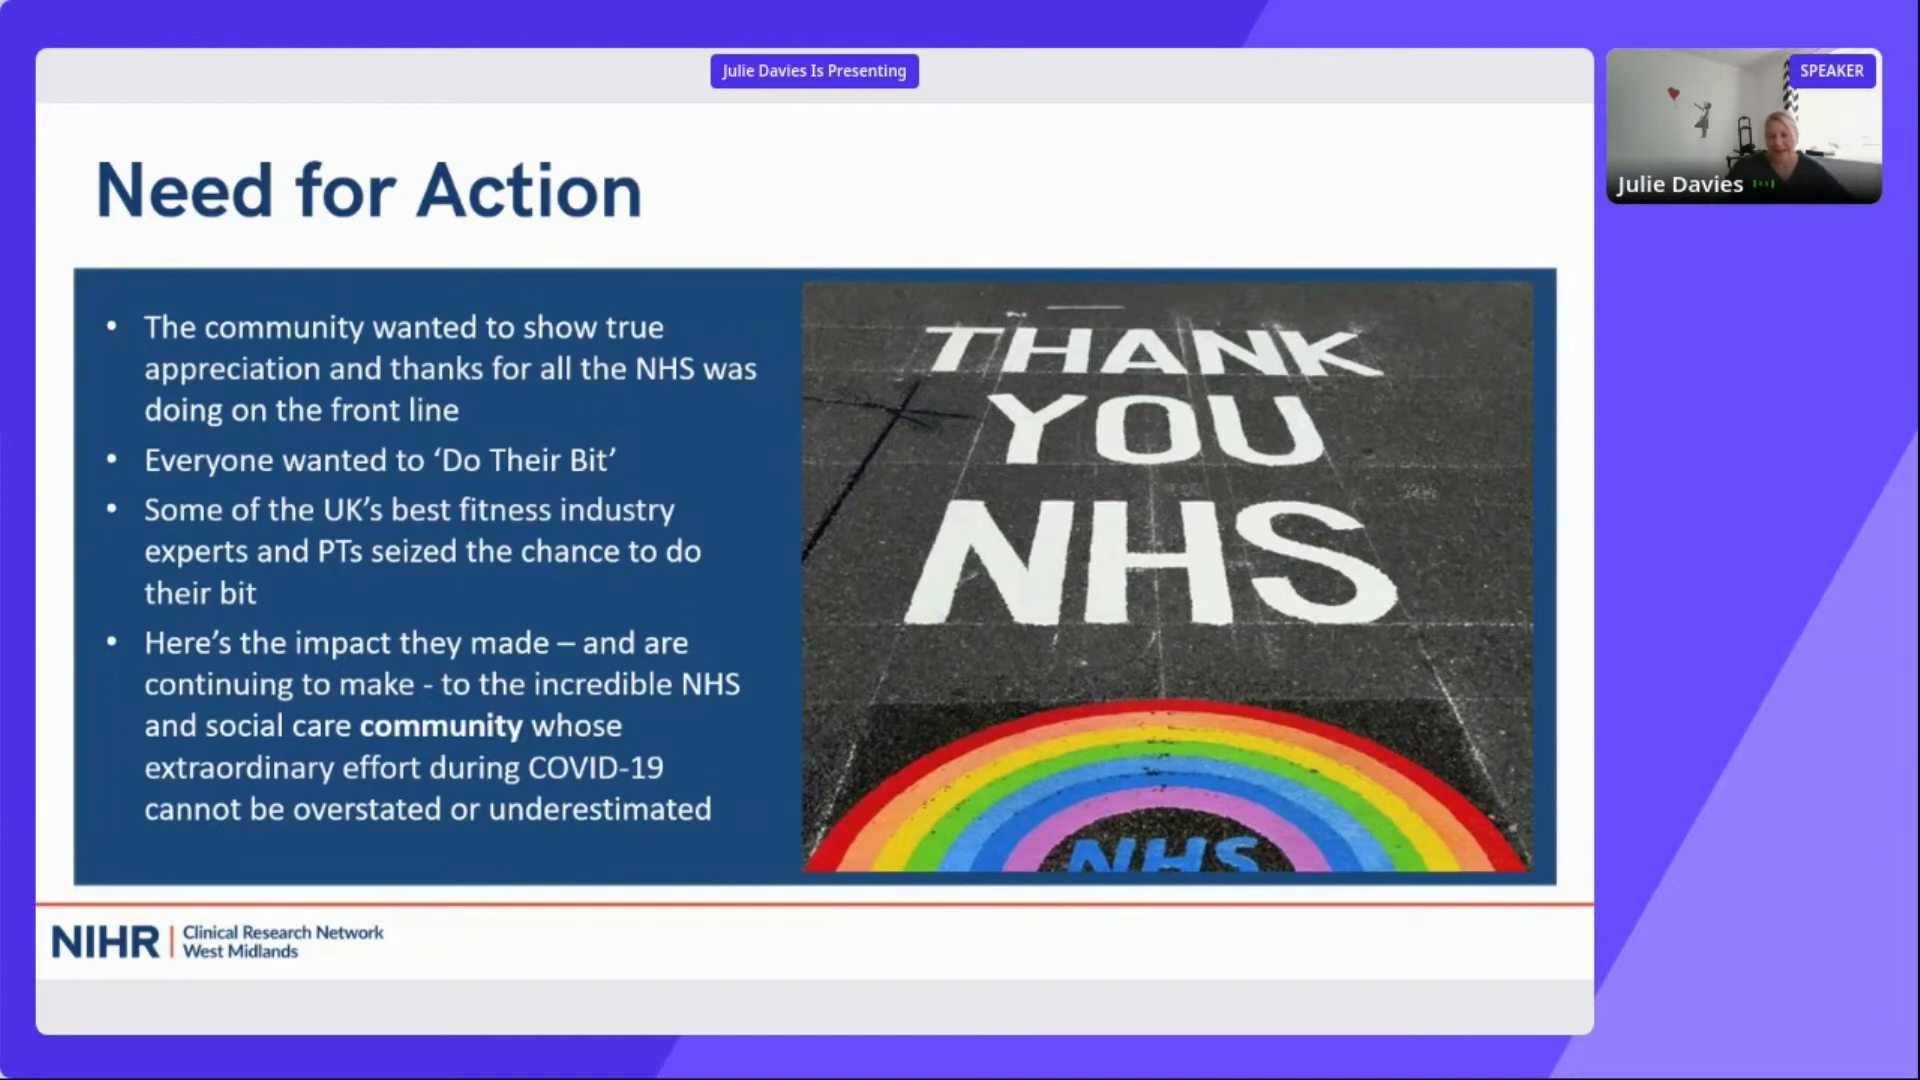 Julie Davies Is Presenting
SPEAKER
Julie Davies
Need for Action
• The community wanted to show true
appreciation and thanks for all the NHS was
doing on the front line
• Everyone wanted to ‘Do Their Bit’
• Some of the UK’s best fitness industry
experts and PTs seized the chance to do
their bit
• Here’s the impact they made – and are
continuing to make - to the incredible NHS
and social care community whose
extraordinary effort during COVID-19
cannot be overstated or underestimated
THANK
YOU
NHS
NHS
NIHR | Clinical Research Network
West Midlands